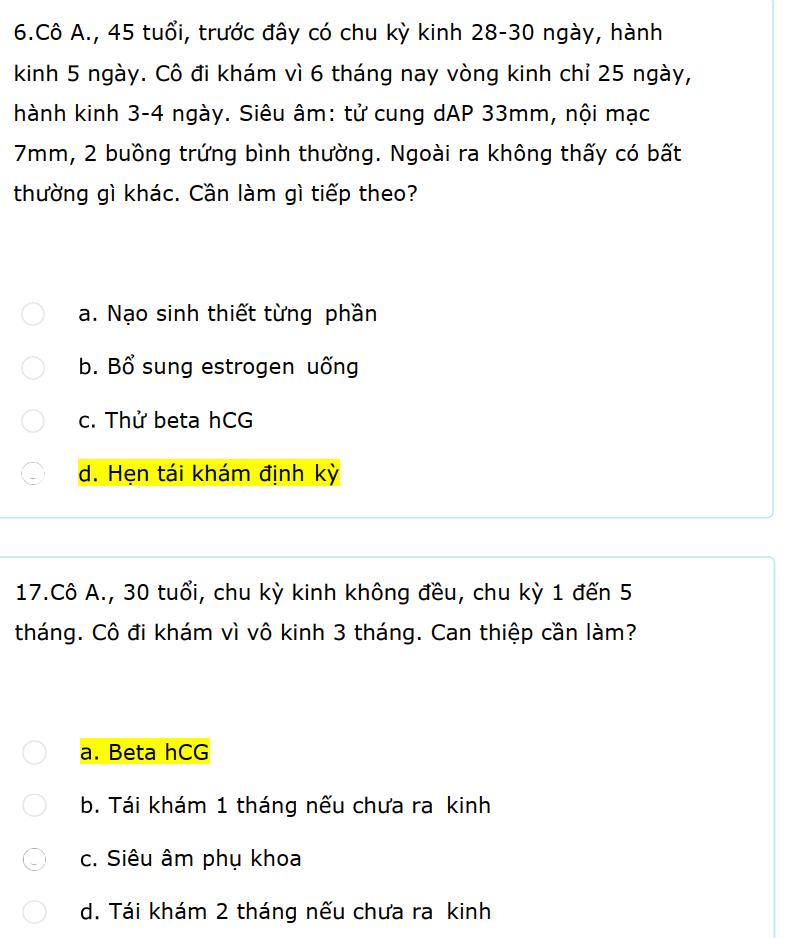 6.Cô A., 45 tuổi, trước đây có chu kỳ kinh 28-30 ngày, hành
kinh 5 ngày. Cô đi khám vì 6 tháng nay vòng kinh chỉ 25 ngày,
hành kinh 3-4 ngày. Siêu âm: tử cung dAP 33mm, nội mạc
7mm, 2 buồng trứng bình thường. Ngoài ra không thấy có bất
thường gì khác. Cần làm gì tiếp theo?
a. Nạo sinh thiết từng phần
b. Bổ sung estrogen uống
c. Thử beta hCG
d. Hẹn tái khám định kỳ
17.Cô A., 30 tuổi, chu kỳ kinh không đều, chu kỳ 1 đến 5
tháng. Cô đi khám vì vô kinh 3 tháng. Can thiệp cần làm?
a. Beta hCG
b. Tái khám 1 tháng nếu chưa ra kinh
c. Siêu âm phụ khoa
d. Tái khám 2 tháng nếu chưa ra kinh